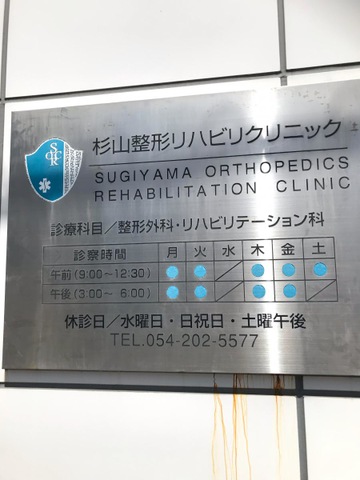 杉山整形リハビリクリニック
SUGIYAMA ORTHOPEDICS
REHABILITATION CLINIC
診療科目／整形外科・リハビリテーション科
診察時間 月 火 水 木 金 土
午前(9:00～12:30) ● ● ／ ● ● ●
午後(3:00～ 6:00) ● ● ／ ● ● ／
休診日／水曜日・日祝日・土曜午後
TEL.054-202-5577